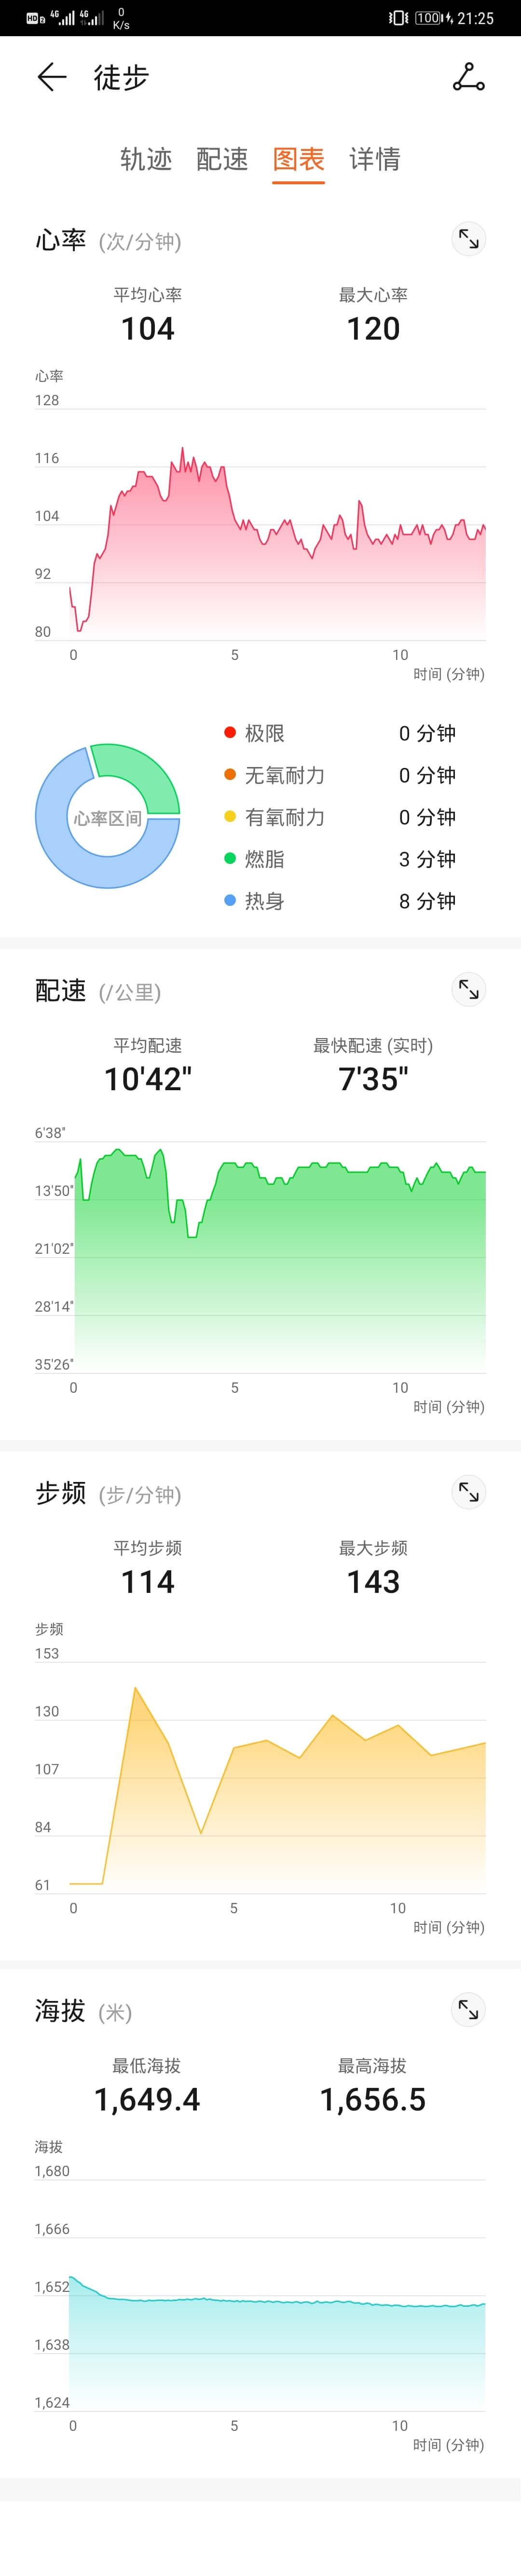 HD 2 4G 4G 0 K/s 100 21:25
徒步
轨迹 配速 图表 详情
心率 (次/分钟)
平均心率 最大心率
104 120
心率
128
116
104
92
80
0 5 10
时间 (分钟)
心率区间
极限 0 分钟
无氧耐力 0 分钟
有氧耐力 0 分钟
燃脂 3 分钟
热身 8 分钟
配速 (/公里)
平均配速 最快配速 (实时)
10'42" 7'35"
6'38"
13'50"
21'02"
28'14"
35'26"
0 5 10
时间 (分钟)
步频 (步/分钟)
平均步频 最大步频
114 143
步频
153
130
107
84
61
0 5 10
时间 (分钟)
海拔 (米)
最低海拔 最高海拔
1,649.4 1,656.5
海拔
1,680
1,666
1,652
1,638
1,624
0 5 10
时间 (分钟)